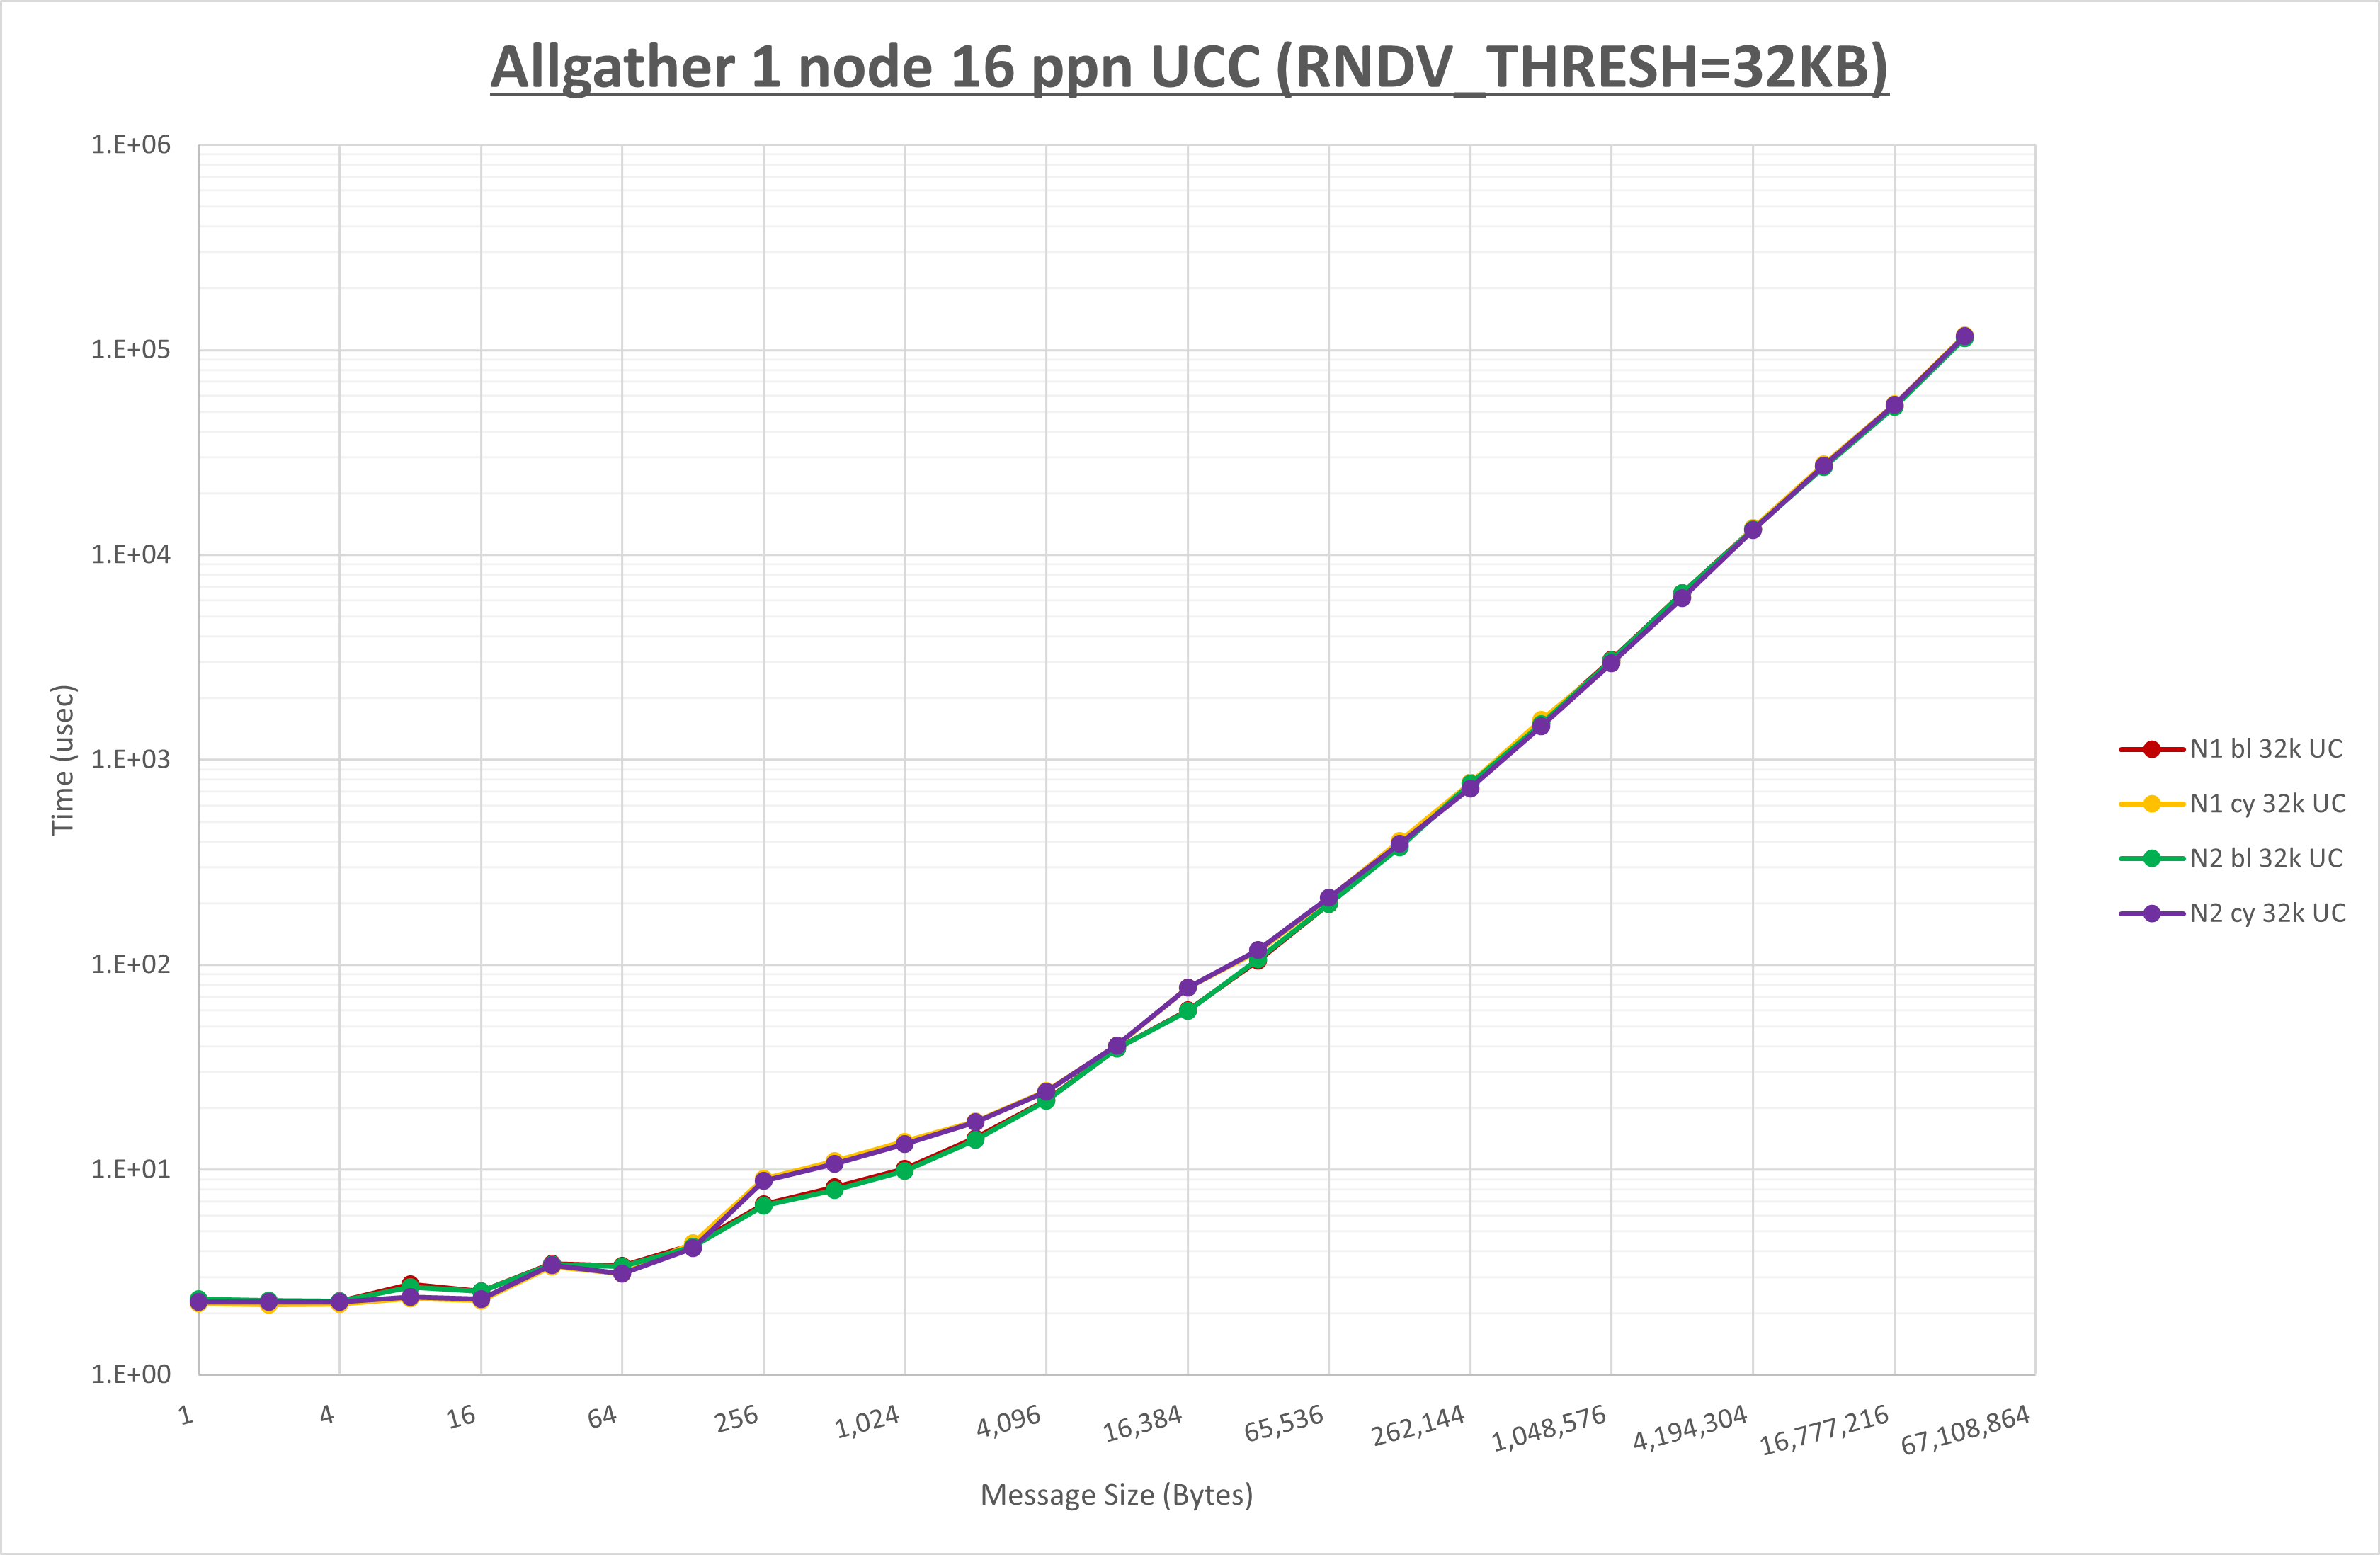 Allgather 1 node 16 ppn UCC (RNDV_THRESH=32KB)
1.E+06
1.E+05
1.E+04
1.E+03
1.E+02
1.E+01
1.E+00
Time (usec)
N1 bl 32k UC
N1 cy 32k UC
N2 bl 32k UC
N2 cy 32k UC
1 4 16 64 256 1,024 4,096 16,384 65,536 262,144 1,048,576 4,194,304 16,777,216 67,108,864
Message Size (Bytes)